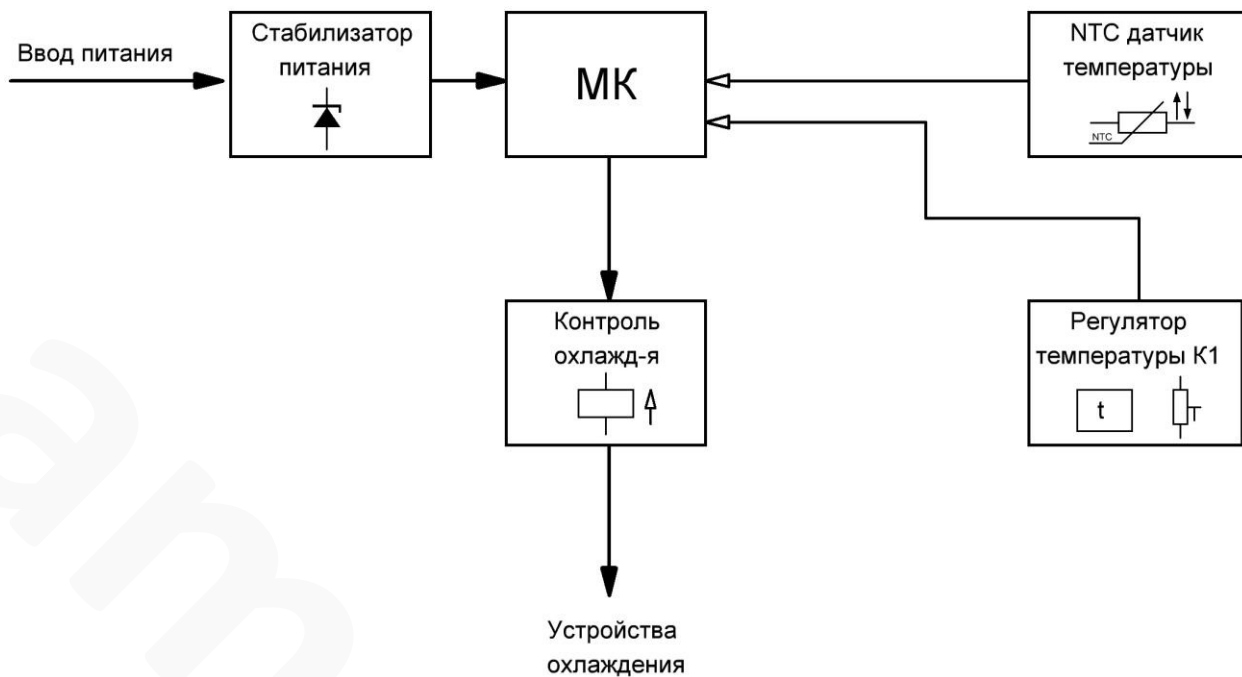 Ввод питания
Стабилизатор
питания
МК
NTC датчик
температуры
NTC
Контроль
охлажд-я
Регулятор
температуры К1
t
Устройства
охлаждения